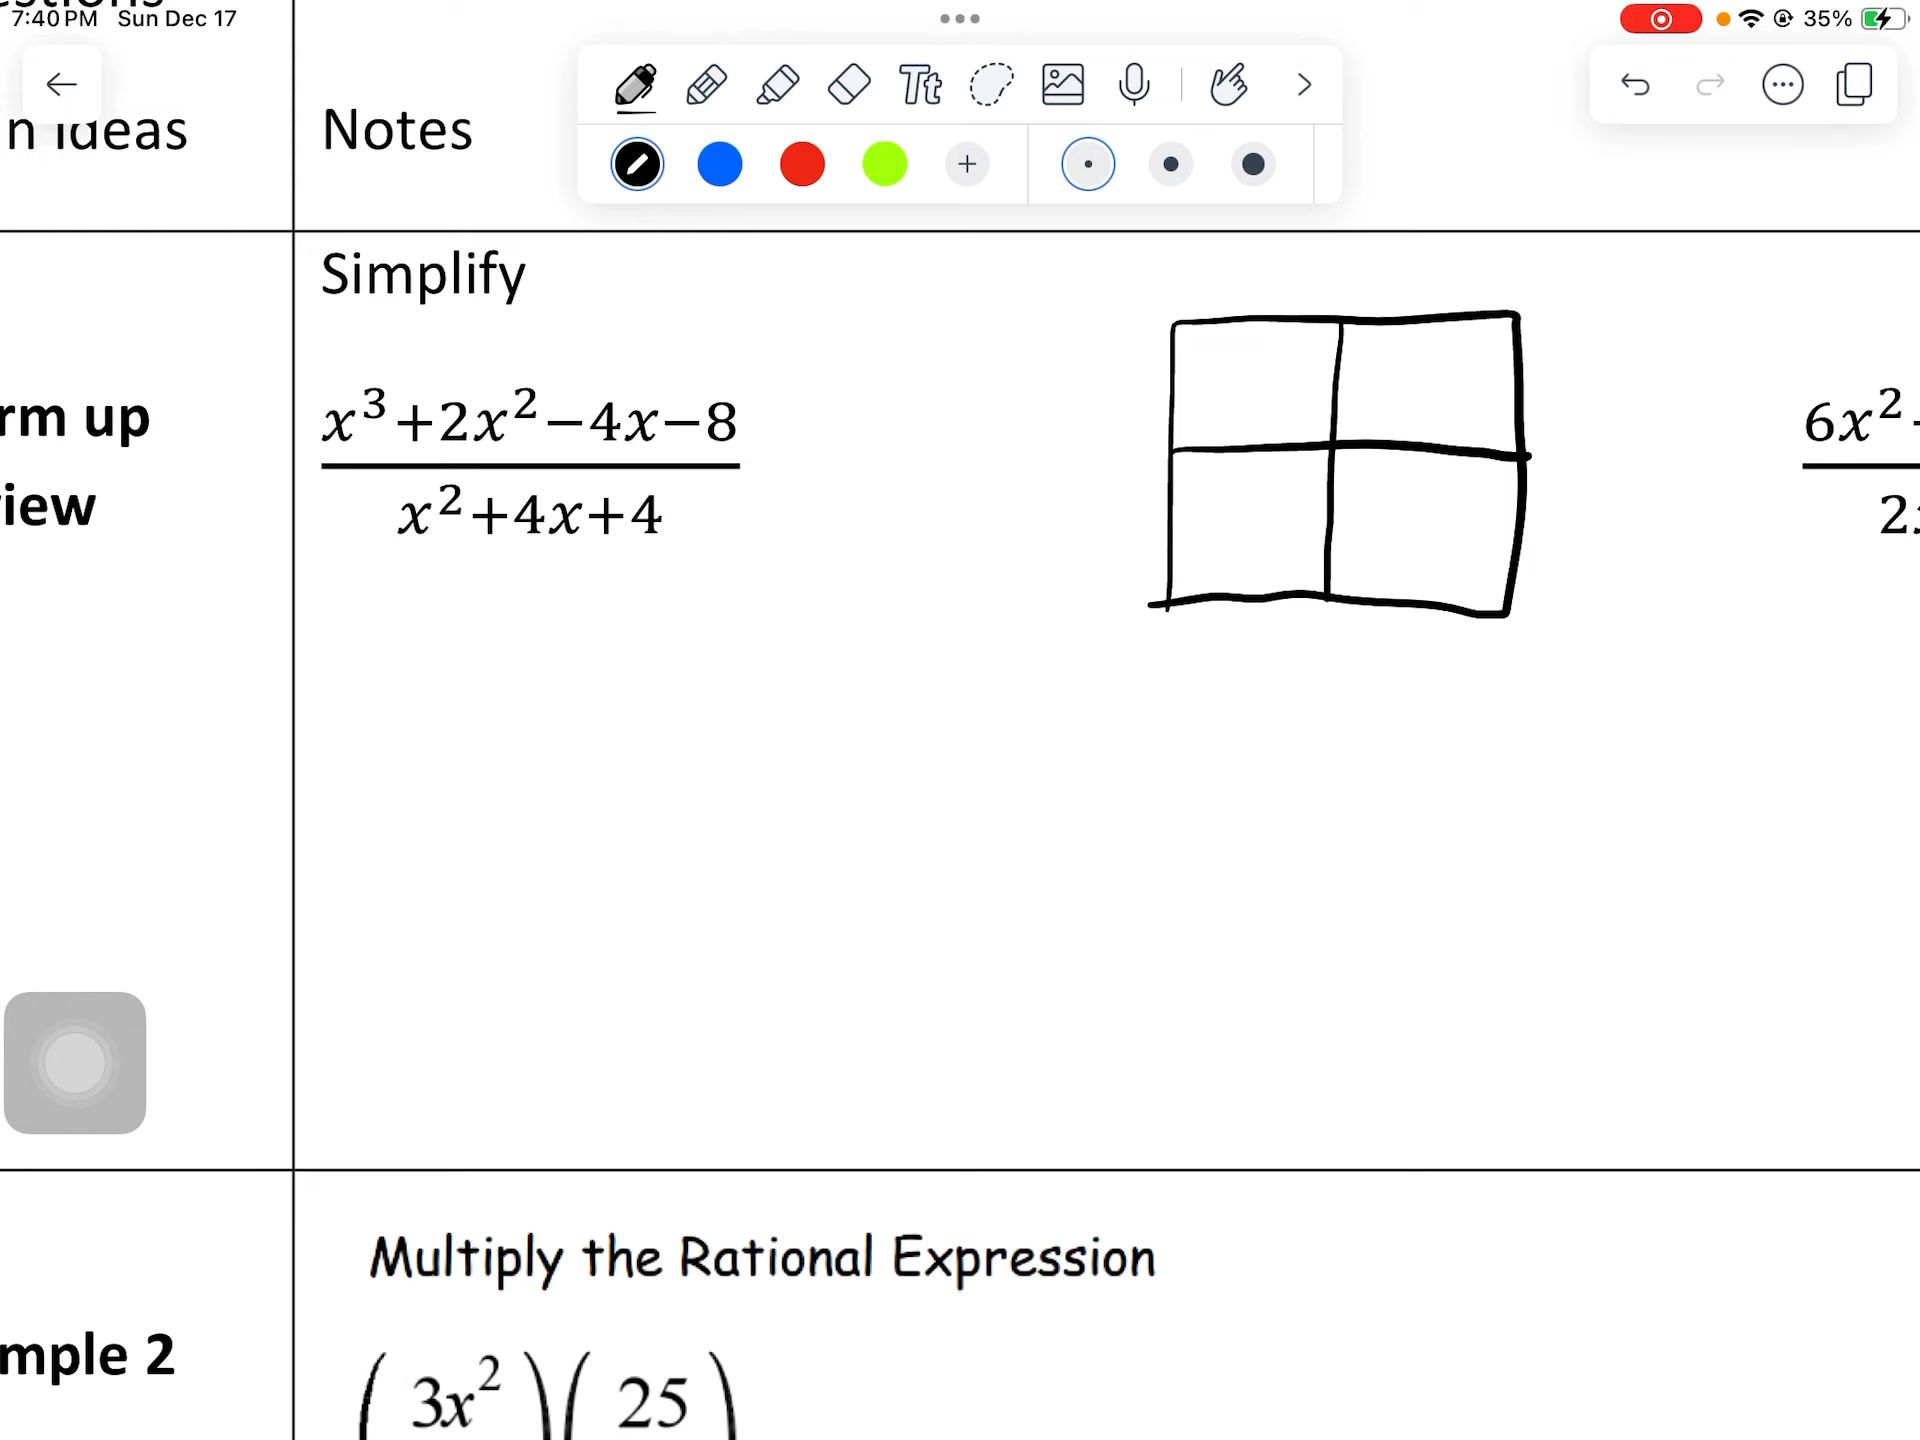 7:40 PM Sun Dec 17
35%
Tt
n Ideas
Notes
Simplify
x³+2x²−4x−8
x²+4x+4
6x²
2
rm up
iew
Multiply the Rational Expression
mple 2
(3x²)(25)